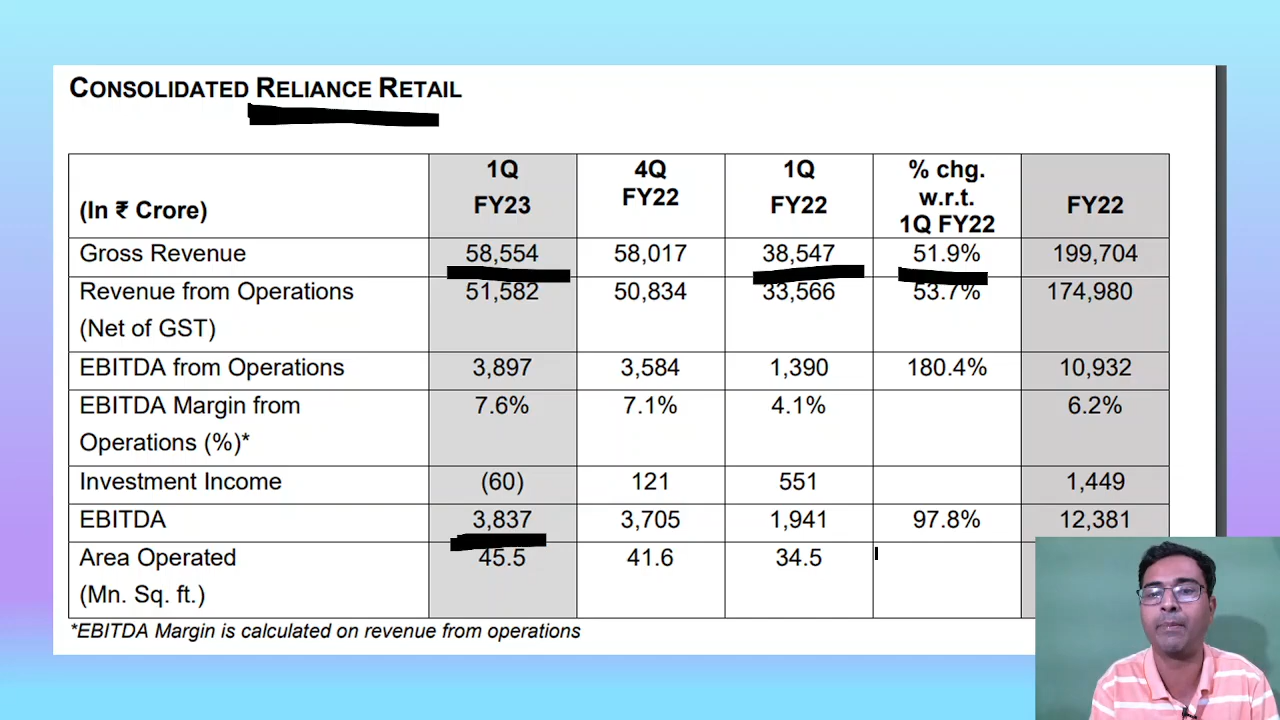 CONSOLIDATED RELIANCE RETAIL
(In ₹ Crore) 1Q FY23 4Q FY22 1Q FY22 % chg. w.r.t. 1Q FY22 FY22
Gross Revenue 58,554 58,017 38,547 51.9% 199,704
Revenue from Operations 51,582 50,834 33,566 53.7% 174,980
(Net of GST)
EBITDA from Operations 3,897 3,584 1,390 180.4% 10,932
EBITDA Margin from 7.6% 7.1% 4.1% 6.2%
Operations (%)*
Investment Income (60) 121 551 1,449
EBITDA 3,837 3,705 1,941 97.8% 12,381
Area Operated 45.5 41.6 34.5
(Mn. Sq. ft.)
*EBITDA Margin is calculated on revenue from operations